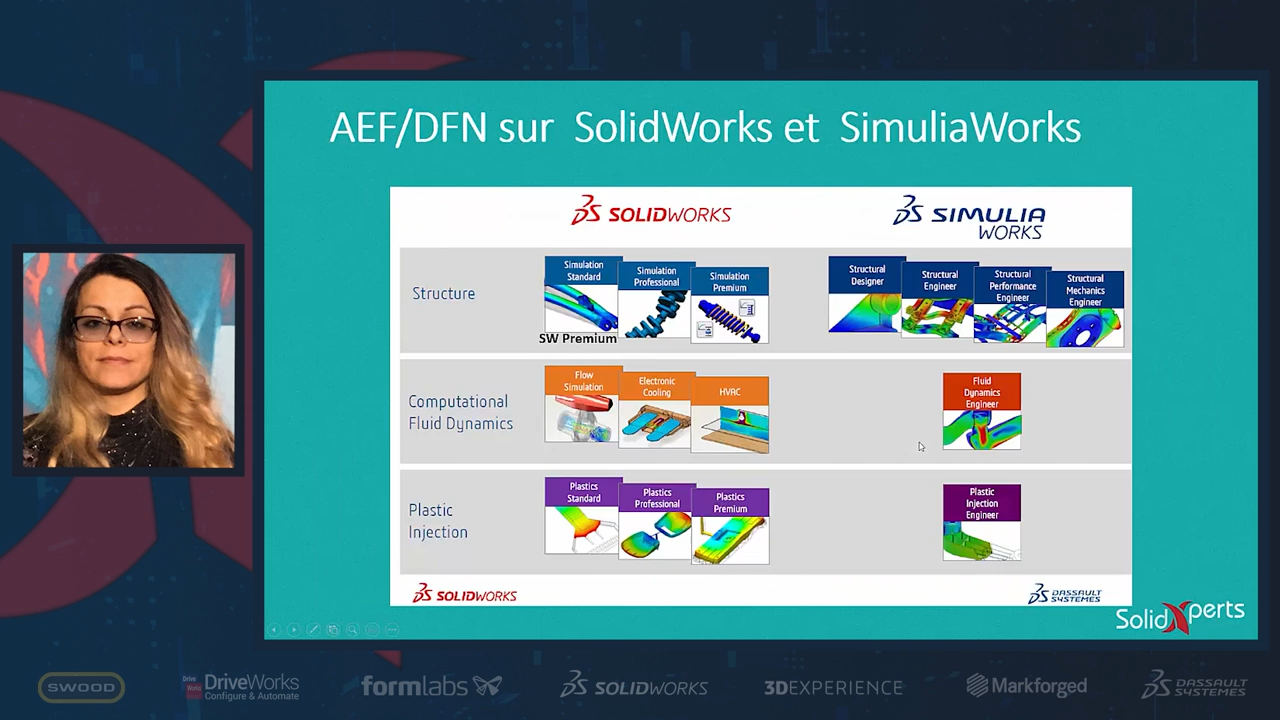 AEF/DFN sur SolidWorks et SimuliaWorks
SOLIDWORKS
SIMULIA
WORKS
Structure
Simulation
Standard
Simulation
Professional
Simulation
Premium
SW Premium
Structural
Designer
Structural
Engineer
Structural
Performance
Engineer
Structural
Mechanics
Engineer
Computational
Fluid Dynamics
Flow
Simulation
Electronic
Cooling
HVAC
Fluid
Dynamics
Engineer
Plastic
Injection
Plastics
Standard
Plastics
Professional
Plastics
Premium
Plastic
Injection
Engineer
SOLIDWORKS
DASSAULT
SYSTEMES
SolidXperts
SWOOD
Drive
Works
DriveWorks
Configure & Automate
formlabs
SOLIDWORKS
3DEXPERIENCE
Markforged
DASSAULT
SYSTEMES